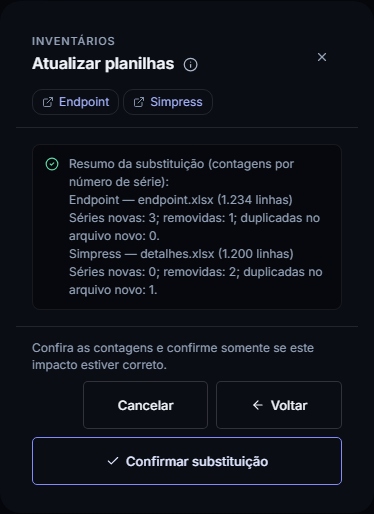 INVENTÁRIOS
Atualizar planilhas
Endpoint
Simpress
Resumo da substituição (contagens por
número de série):
Endpoint — endpoint.xlsx (1.234 linhas)
Séries novas: 3; removidas: 1; duplicadas no
arquivo novo: 0.
Simpress — detalhes.xlsx (1.200 linhas)
Séries novas: 0; removidas: 2; duplicadas no
arquivo novo: 1.
Confira as contagens e confirme somente se este
impacto estiver correto.
Cancelar
Voltar
Confirmar substituição